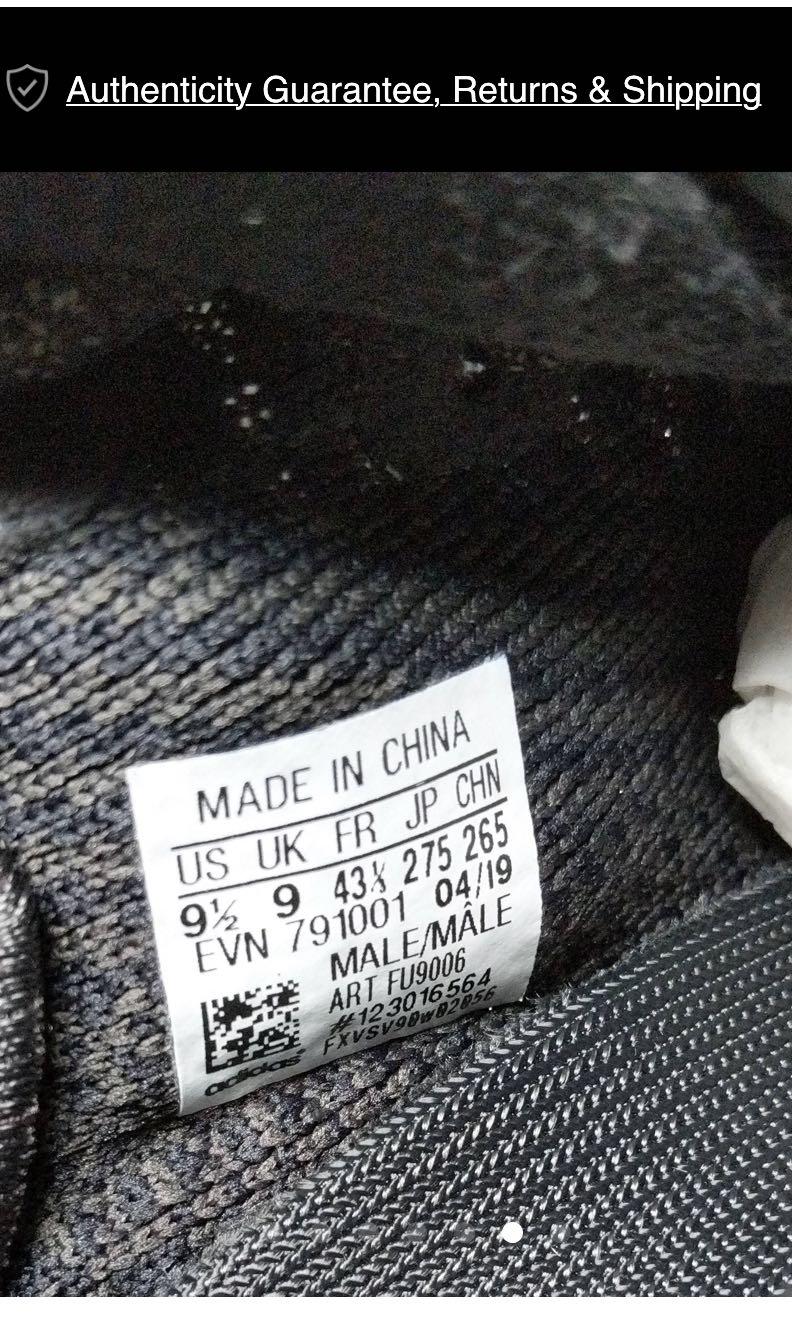 Authenticity Guarantee, Returns & Shipping
MADE IN CHINA
US UK FR JP CHN
9½ 9 43⅓ 275 265
EVN 791001 04/19
MALE/MÂLE
ART FU9006
#123016564
FXVSV90W02056
adidas